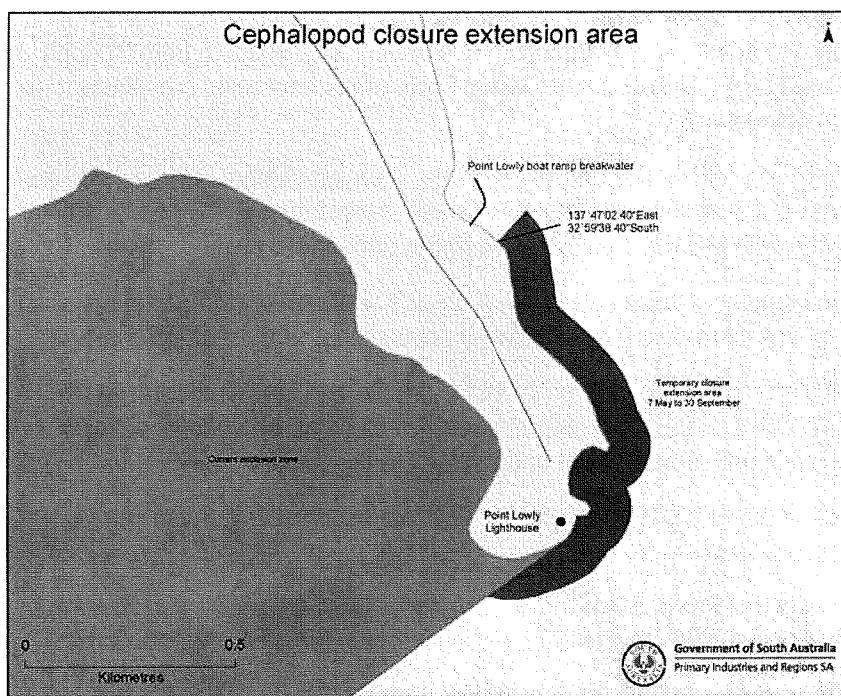 Cephalopod closure extension area
Point Lowly boat ramp breakwater
137°47'02.40"East
32°59'38.40"South
Temporary closure
extension area
7 May to 30 September
Current exclusion zone
Point Lowly
Lighthouse
0 0.5
Kilometres
Government of South Australia
Primary Industries and Regions SA